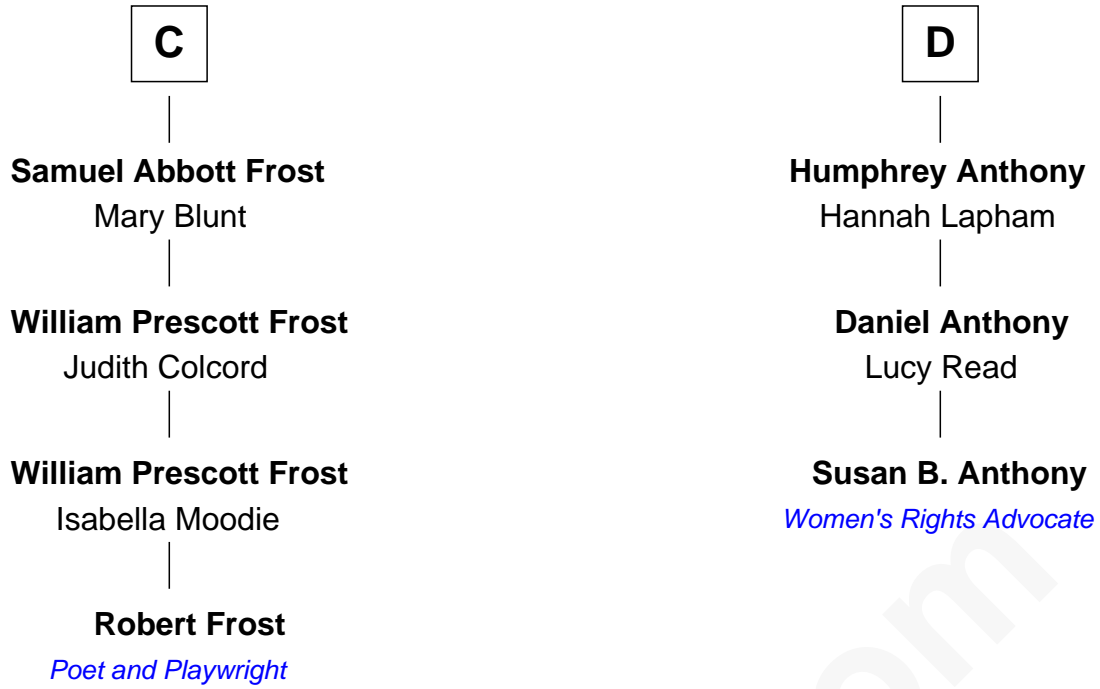 C
Samuel Abbott Frost
Mary Blunt
William Prescott Frost
Judith Colcord
William Prescott Frost
Isabella Moodie
Robert Frost
Poet and Playwright
D
Humphrey Anthony
Hannah Lapham
Daniel Anthony
Lucy Read
Susan B. Anthony
Women's Rights Advocate
om